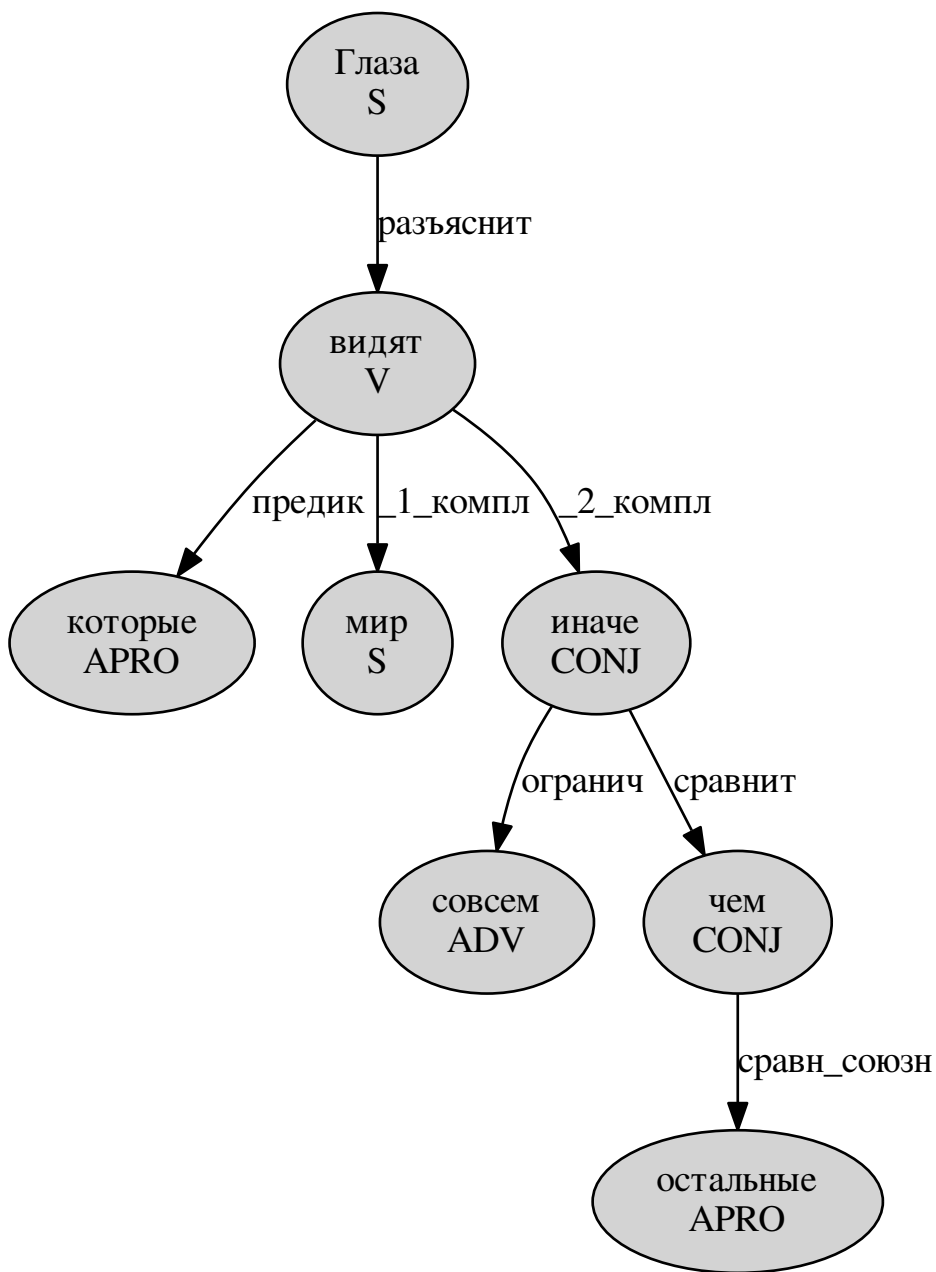 Глаза
S
разъяснит
видят
V
предик
_1_компл
_2_компл
которые
APRO
мир
S
иначе
CONJ
огранич
сравнит
совсем
ADV
чем
CONJ
сравн_союзн
остальные
APRO